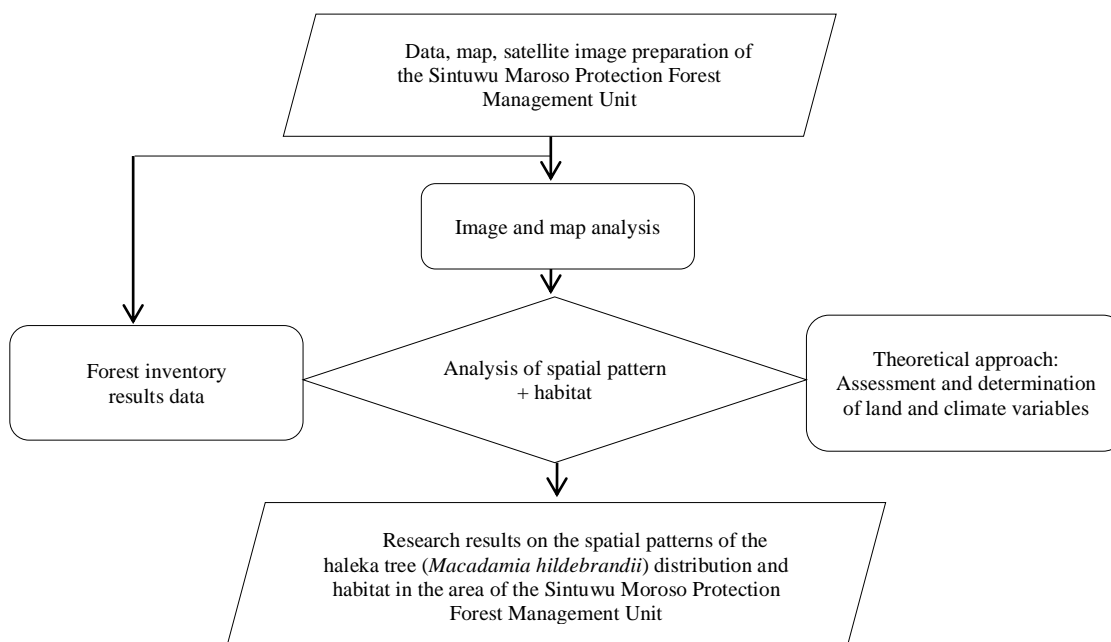 Data, map, satellite image preparation of
the Sintuwu Maroso Protection Forest
Management Unit
Image and map analysis
Forest inventory
results data
Analysis of spatial pattern
+ habitat
Theoretical approach:
Assessment and determination
of land and climate variables
Research results on the spatial patterns of the
haleka tree (Macadamia hildebrandii) distribution and
habitat in the area of the Sintuwu Moroso Protection
Forest Management Unit